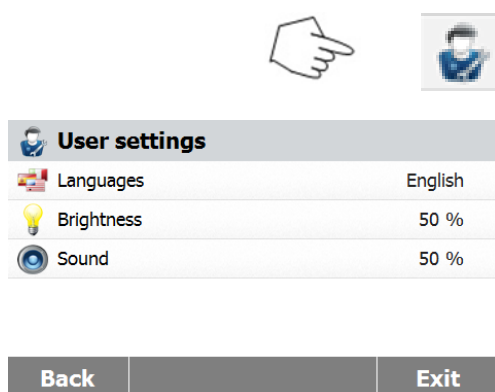 User settings
Languages English
Brightness 50 %
Sound 50 %
Back Exit